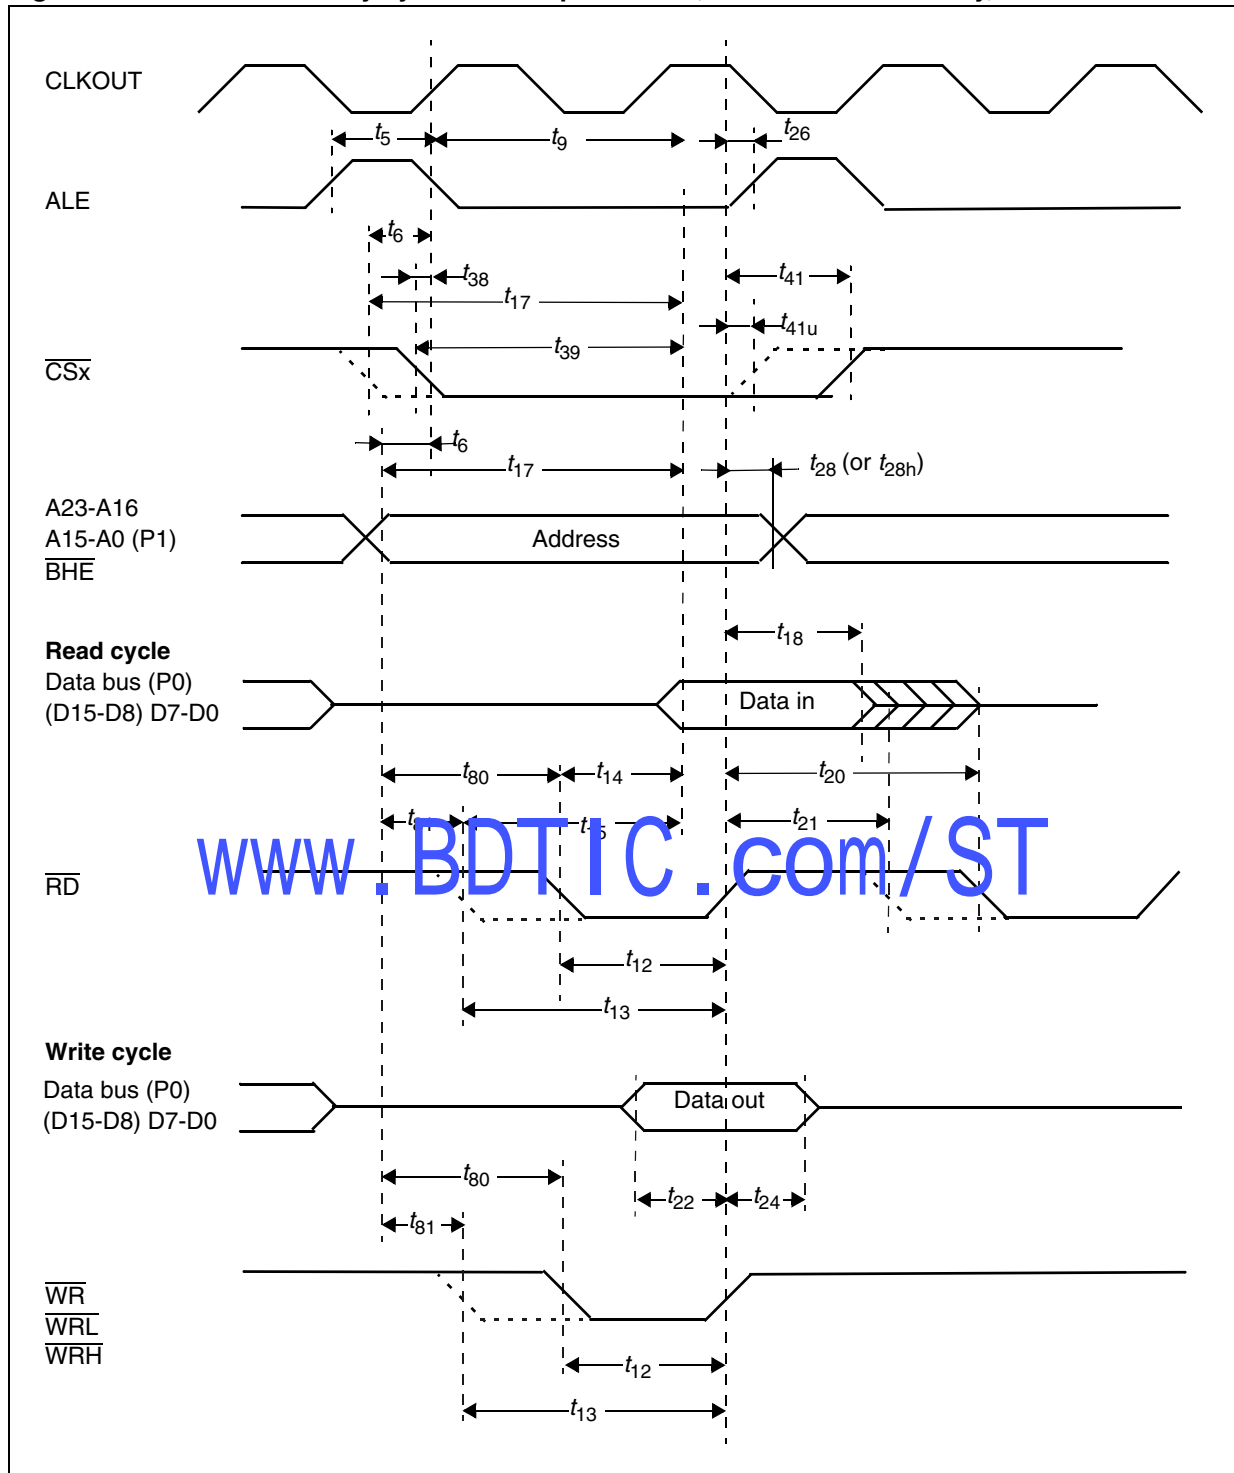 CLKOUT
t5
t9
t26
ALE
t6
t38
t41
t17
t41u
t39
CSx
t6
t17
t28 (or t28h)
A23-A16
A15-A0 (P1)
Address
BHE
t18
Read cycle
Data bus (P0)
Data in
(D15-D8) D7-D0
t80
t14
t20
t21
www.BDTIC.com/ST
RD
t12
t13
Write cycle
Data bus (P0)
Data out
(D15-D8) D7-D0
t80
t22
t24
t81
WR
WRL
WRH
t12
t13